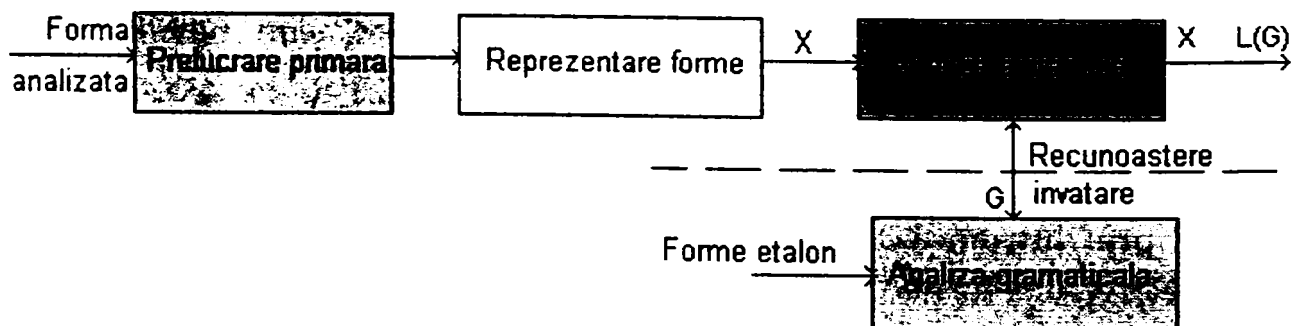 Forma
analizata
Prelucrare primara
Reprezentare forme
X
X L(G)
Recunoastere
invatare
G
Forme etalon
Analiza gramaticala